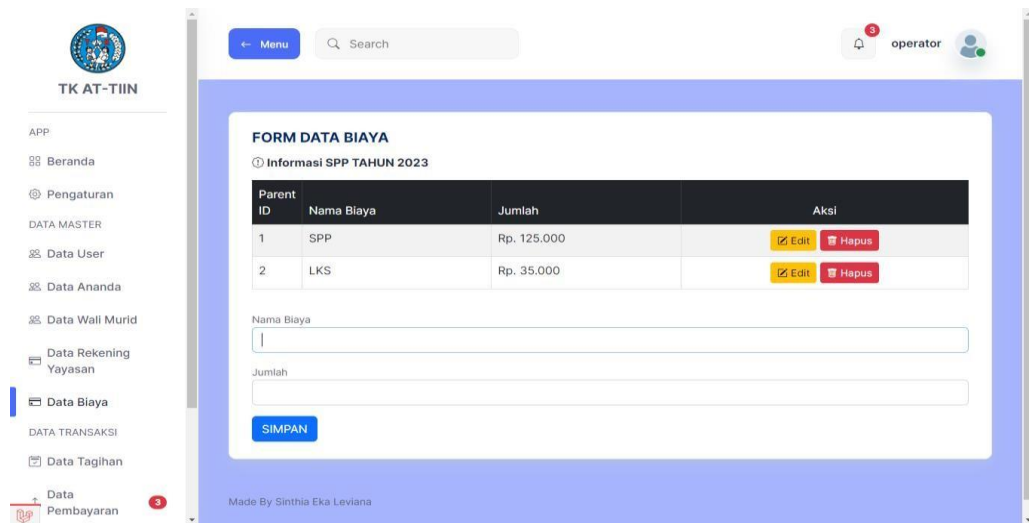 TK AT-TIIN
APP
Beranda
Pengaturan
DATA MASTER
Data User
Data Ananda
Data Wali Murid
Data Rekening
Yayasan
Data Biaya
DATA TRANSAKSI
Data Tagihan
Data
Pembayaran 3
← Menu Search 3 operator
FORM DATA BIAYA
Informasi SPP TAHUN 2023
Parent
ID Nama Biaya Jumlah Aksi
1 SPP Rp. 125.000 Edit Hapus
2 LKS Rp. 35.000 Edit Hapus
Nama Biaya
Jumlah
SIMPAN
Made By Sinthia Eka Leviana